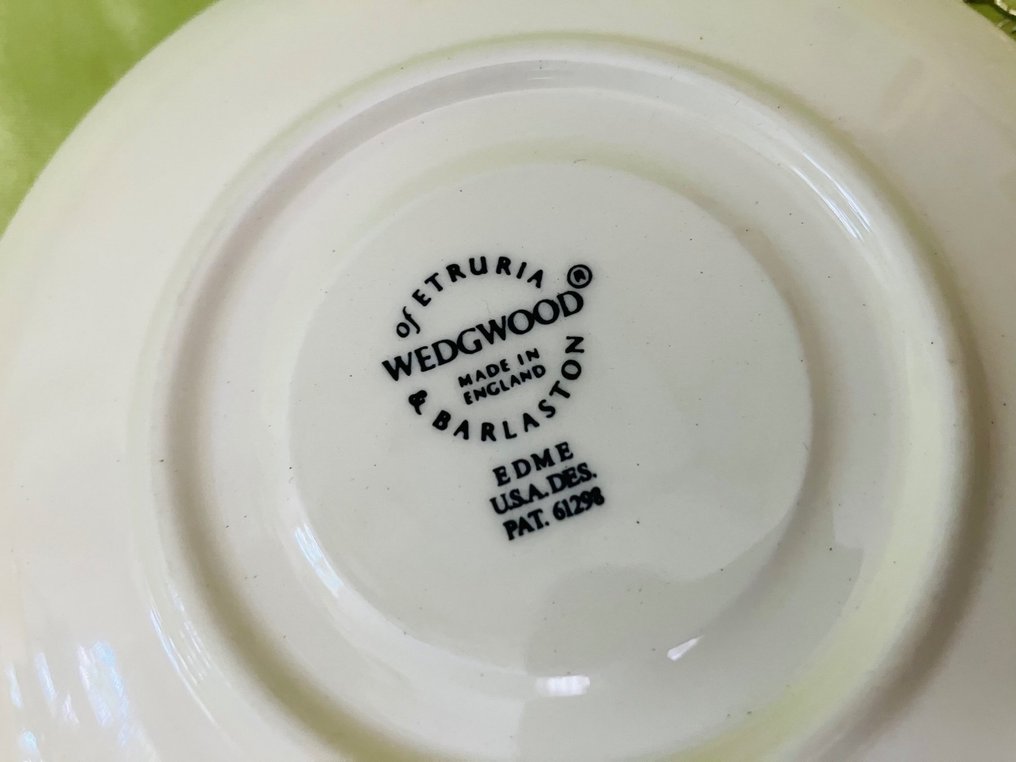 of ETRURIA
WEDGWOOD®
MADE IN
ENGLAND
& BARLASTON
EDME
U.S.A. DES.
PAT. 61298